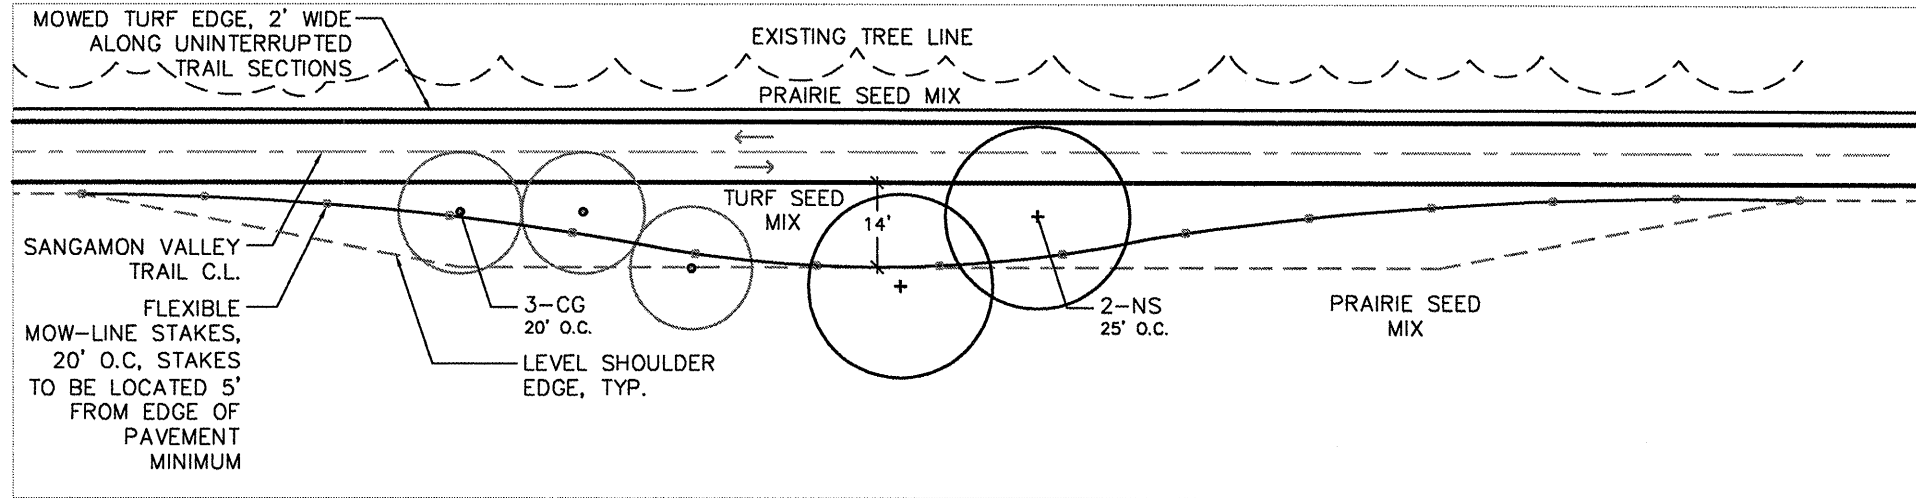 MOWED TURF EDGE, 2' WIDE
ALONG UNINTERRUPTED
TRAIL SECTIONS
EXISTING TREE LINE
PRAIRIE SEED MIX
TURF SEED
MIX
14'
SANGAMON VALLEY
TRAIL C.L.
FLEXIBLE
MOW-LINE STAKES,
20' O.C, STAKES
TO BE LOCATED 5'
FROM EDGE OF
PAVEMENT
MINIMUM
3-CG
20' O.C.
LEVEL SHOULDER
EDGE, TYP.
2-NS
25' O.C.
PRAIRIE SEED
MIX